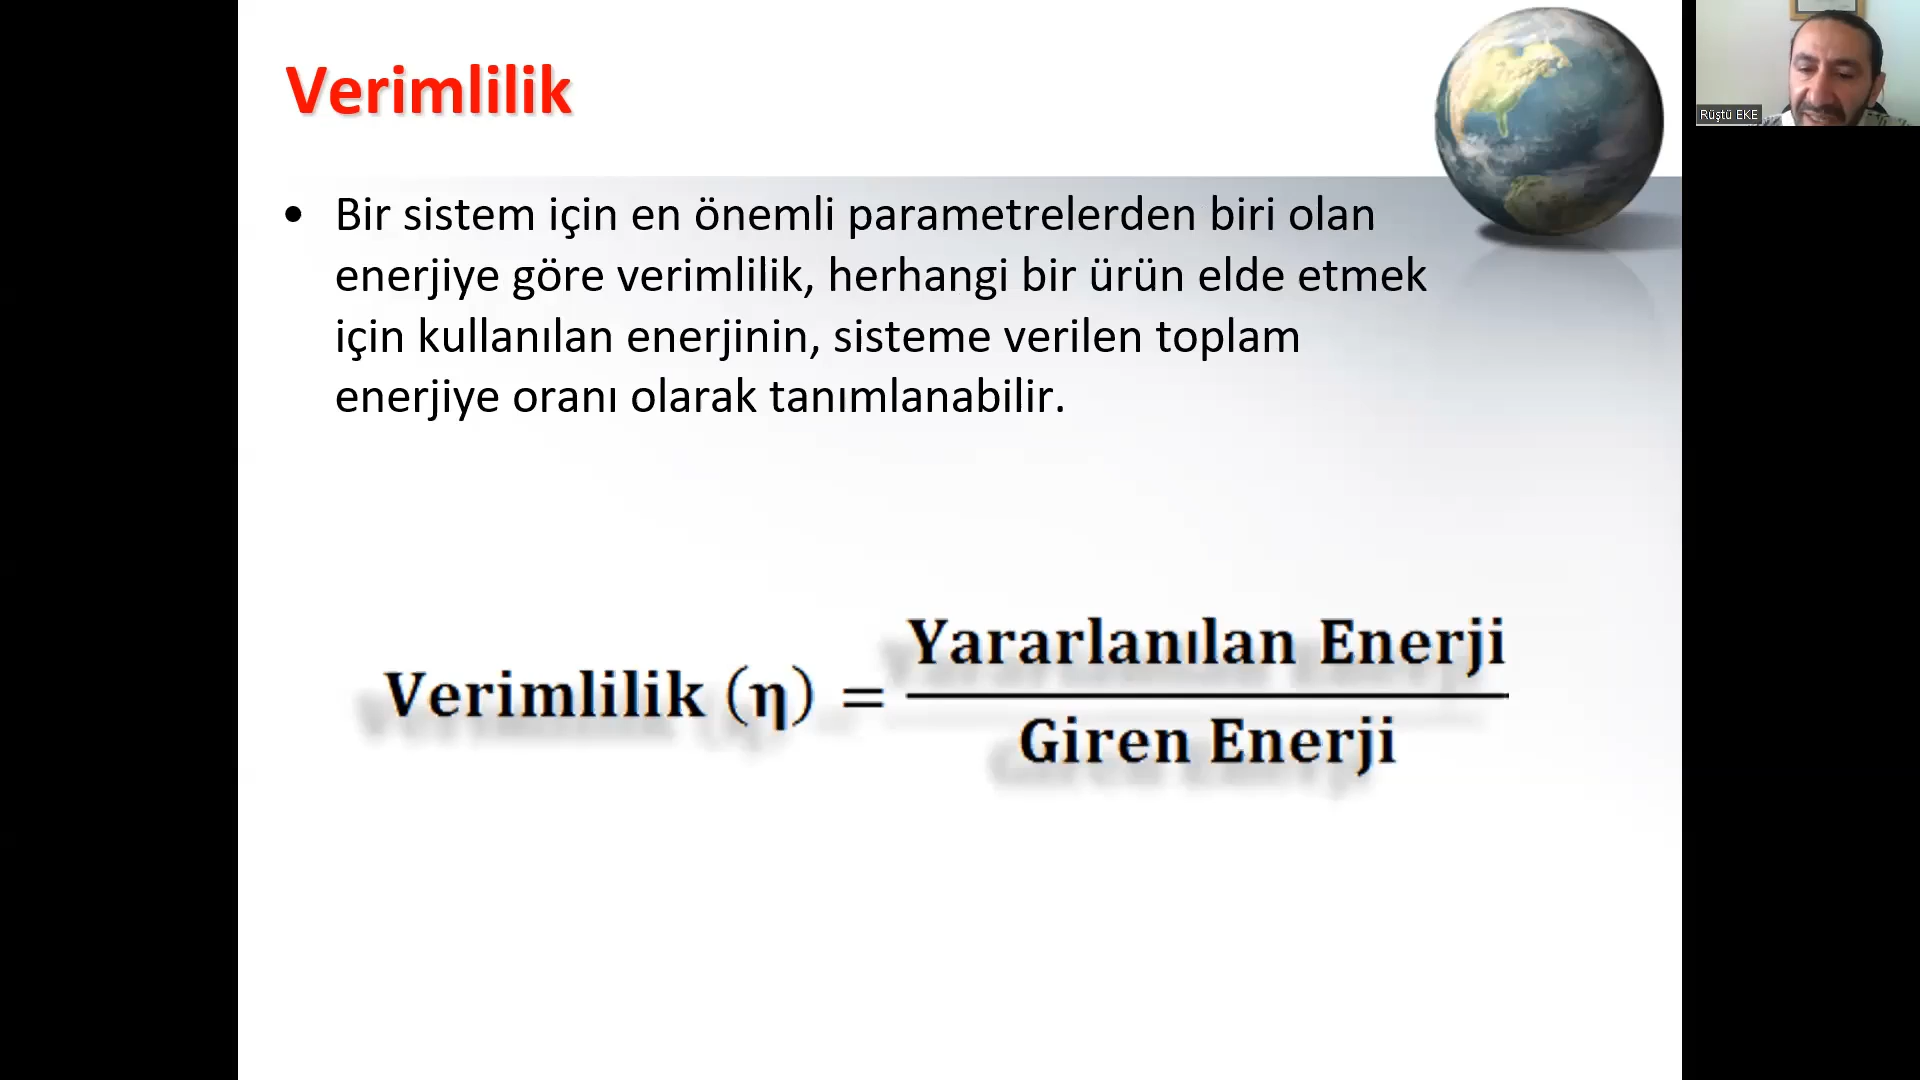 Verimlilik
• Bir sistem için en önemli parametrelerden biri olan
enerjiye göre verimlilik, herhangi bir ürün elde etmek
için kullanılan enerjinin, sisteme verilen toplam
enerjiye oranı olarak tanımlanabilir.
Verimlilik (η) = Yararlanılan Enerji
Giren Enerji
Rüştü EKE